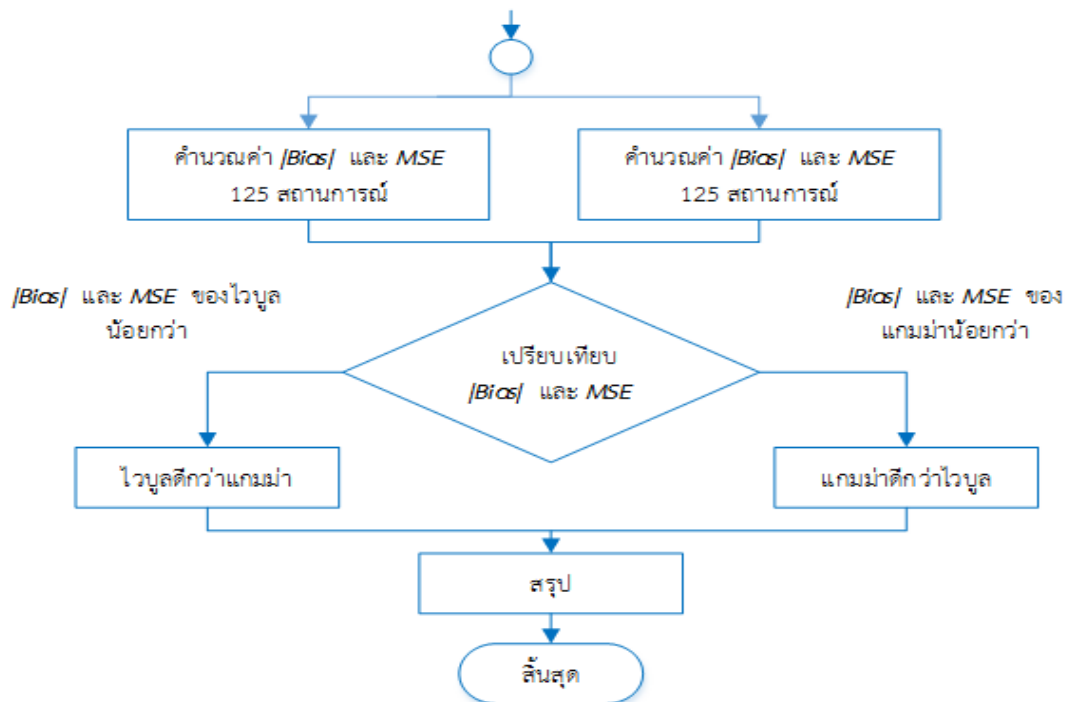 คำนวณค่า |Bias| และ MSE
125 สถานการณ์
คำนวณค่า |Bias| และ MSE
125 สถานการณ์
|Bias| และ MSE ของไวบูล
น้อยกว่า
|Bias| และ MSE ของ
แกมม่าน้อยกว่า
เปรียบเทียบ
|Bias| และ MSE
ไวบูลดีกว่าแกมม่า
แกมม่าดีกว่าไวบูล
สรุป
สิ้นสุด